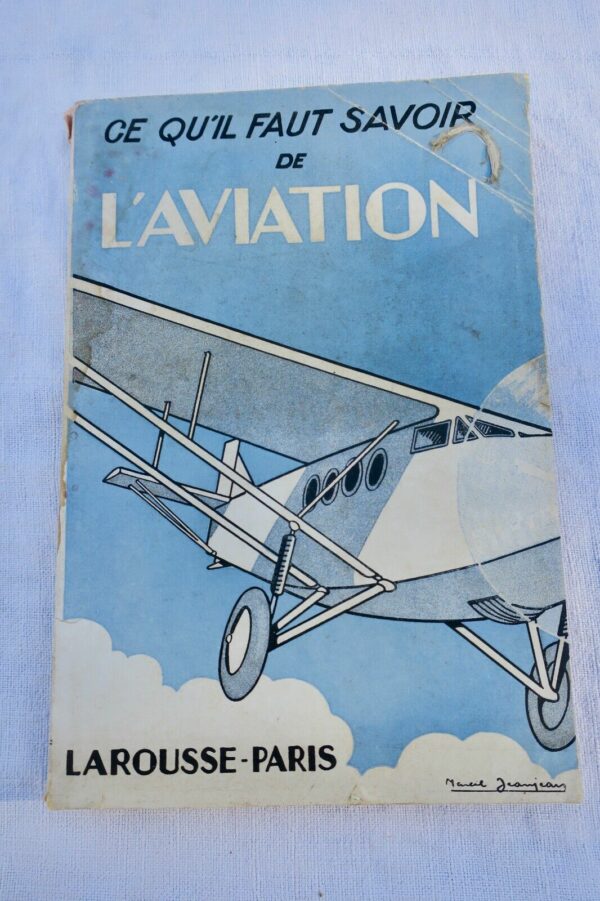 CE QU'IL FAUT SAVOIR
DE
L'AVIATION
LAROUSSE-PARIS
Marcel Jeanjean